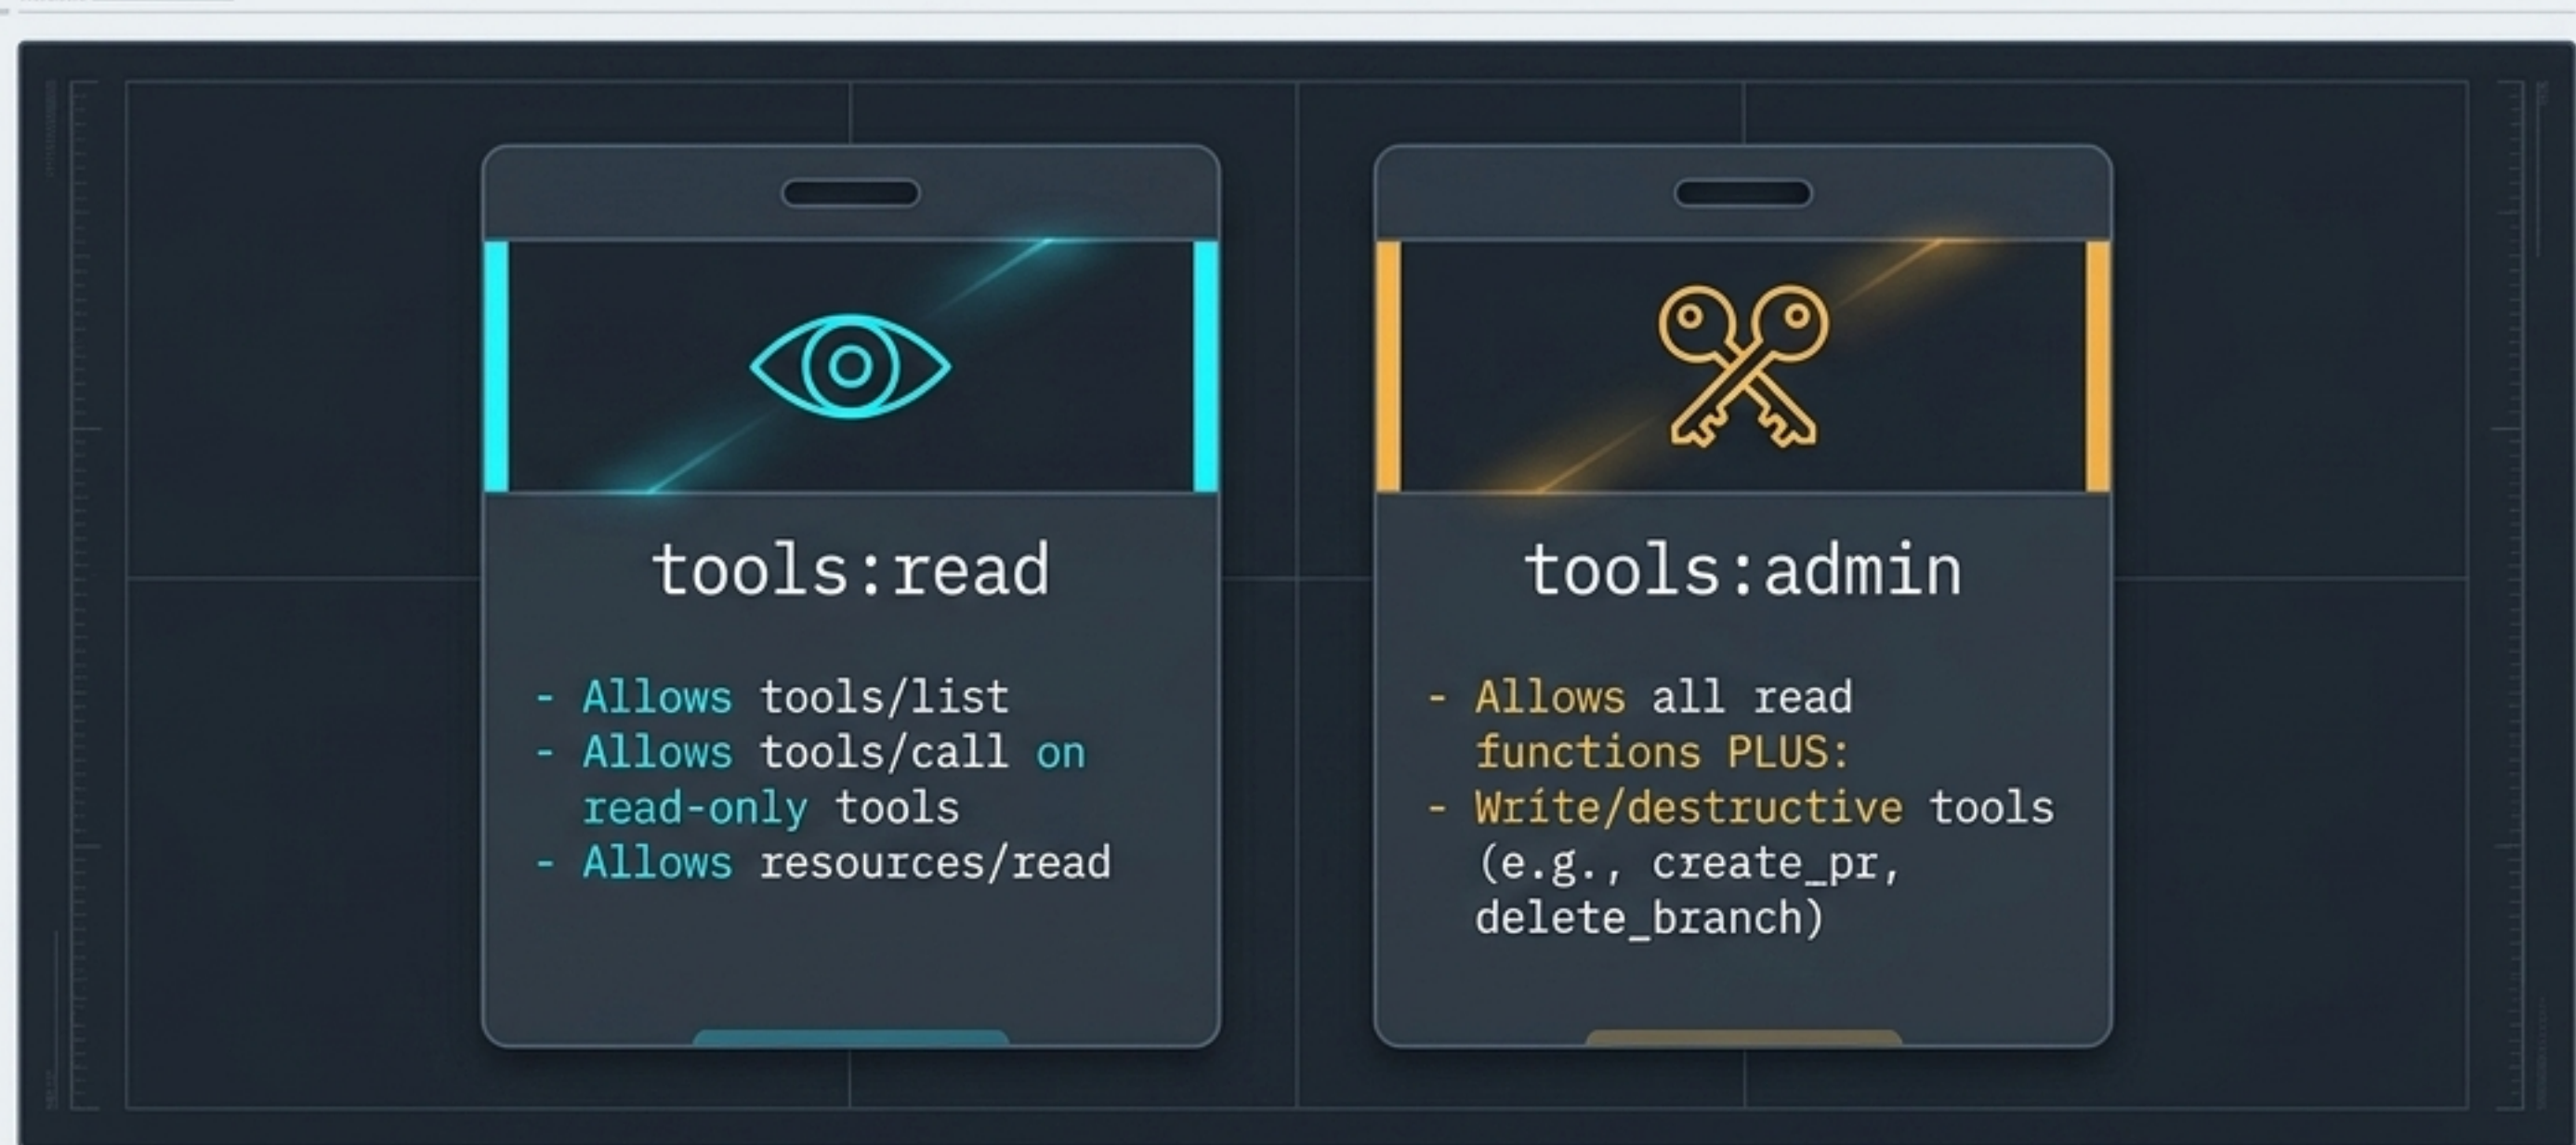 tools:read
- Allows tools/list
- Allows tools/call on
read-only tools
- Allows resources/read
tools:admin
- Allows all read
functions PLUS:
- Wríte/destructive tools
(e.g., create_pr,
delete_branch)